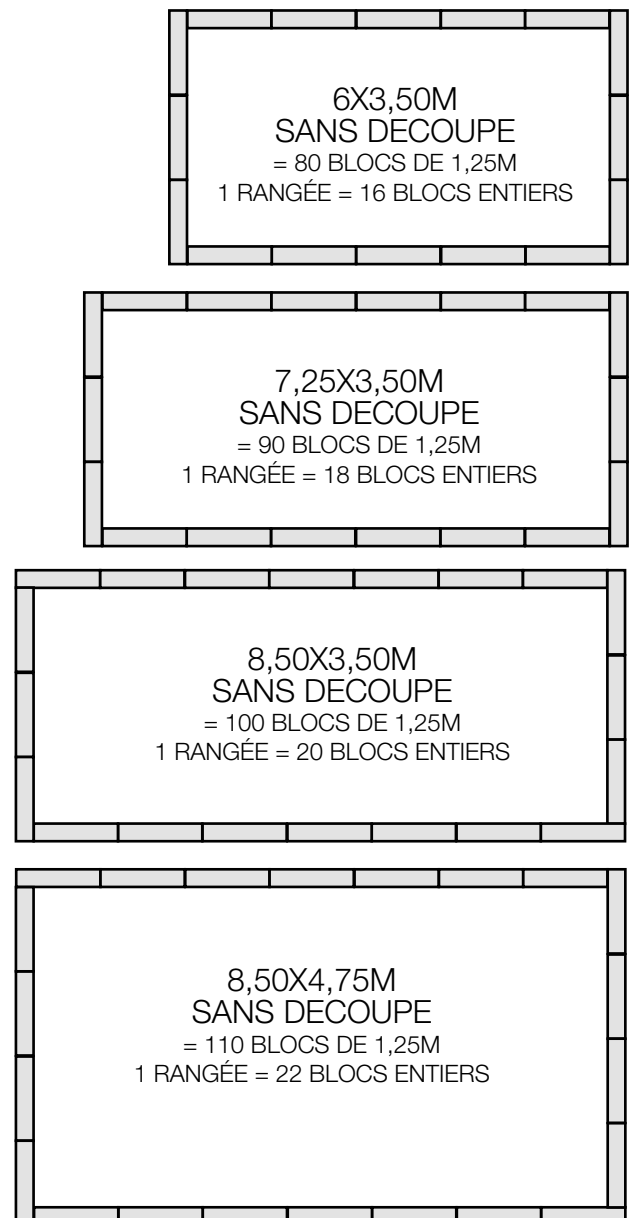 6X3,50M
SANS DECOUPE
= 80 BLOCS DE 1,25M
1 RANGÉE = 16 BLOCS ENTIERS
7,25X3,50M
SANS DECOUPE
= 90 BLOCS DE 1,25M
1 RANGÉE = 18 BLOCS ENTIERS
8,50X3,50M
SANS DECOUPE
= 100 BLOCS DE 1,25M
1 RANGÉE = 20 BLOCS ENTIERS
8,50X4,75M
SANS DECOUPE
= 110 BLOCS DE 1,25M
1 RANGÉE = 22 BLOCS ENTIERS